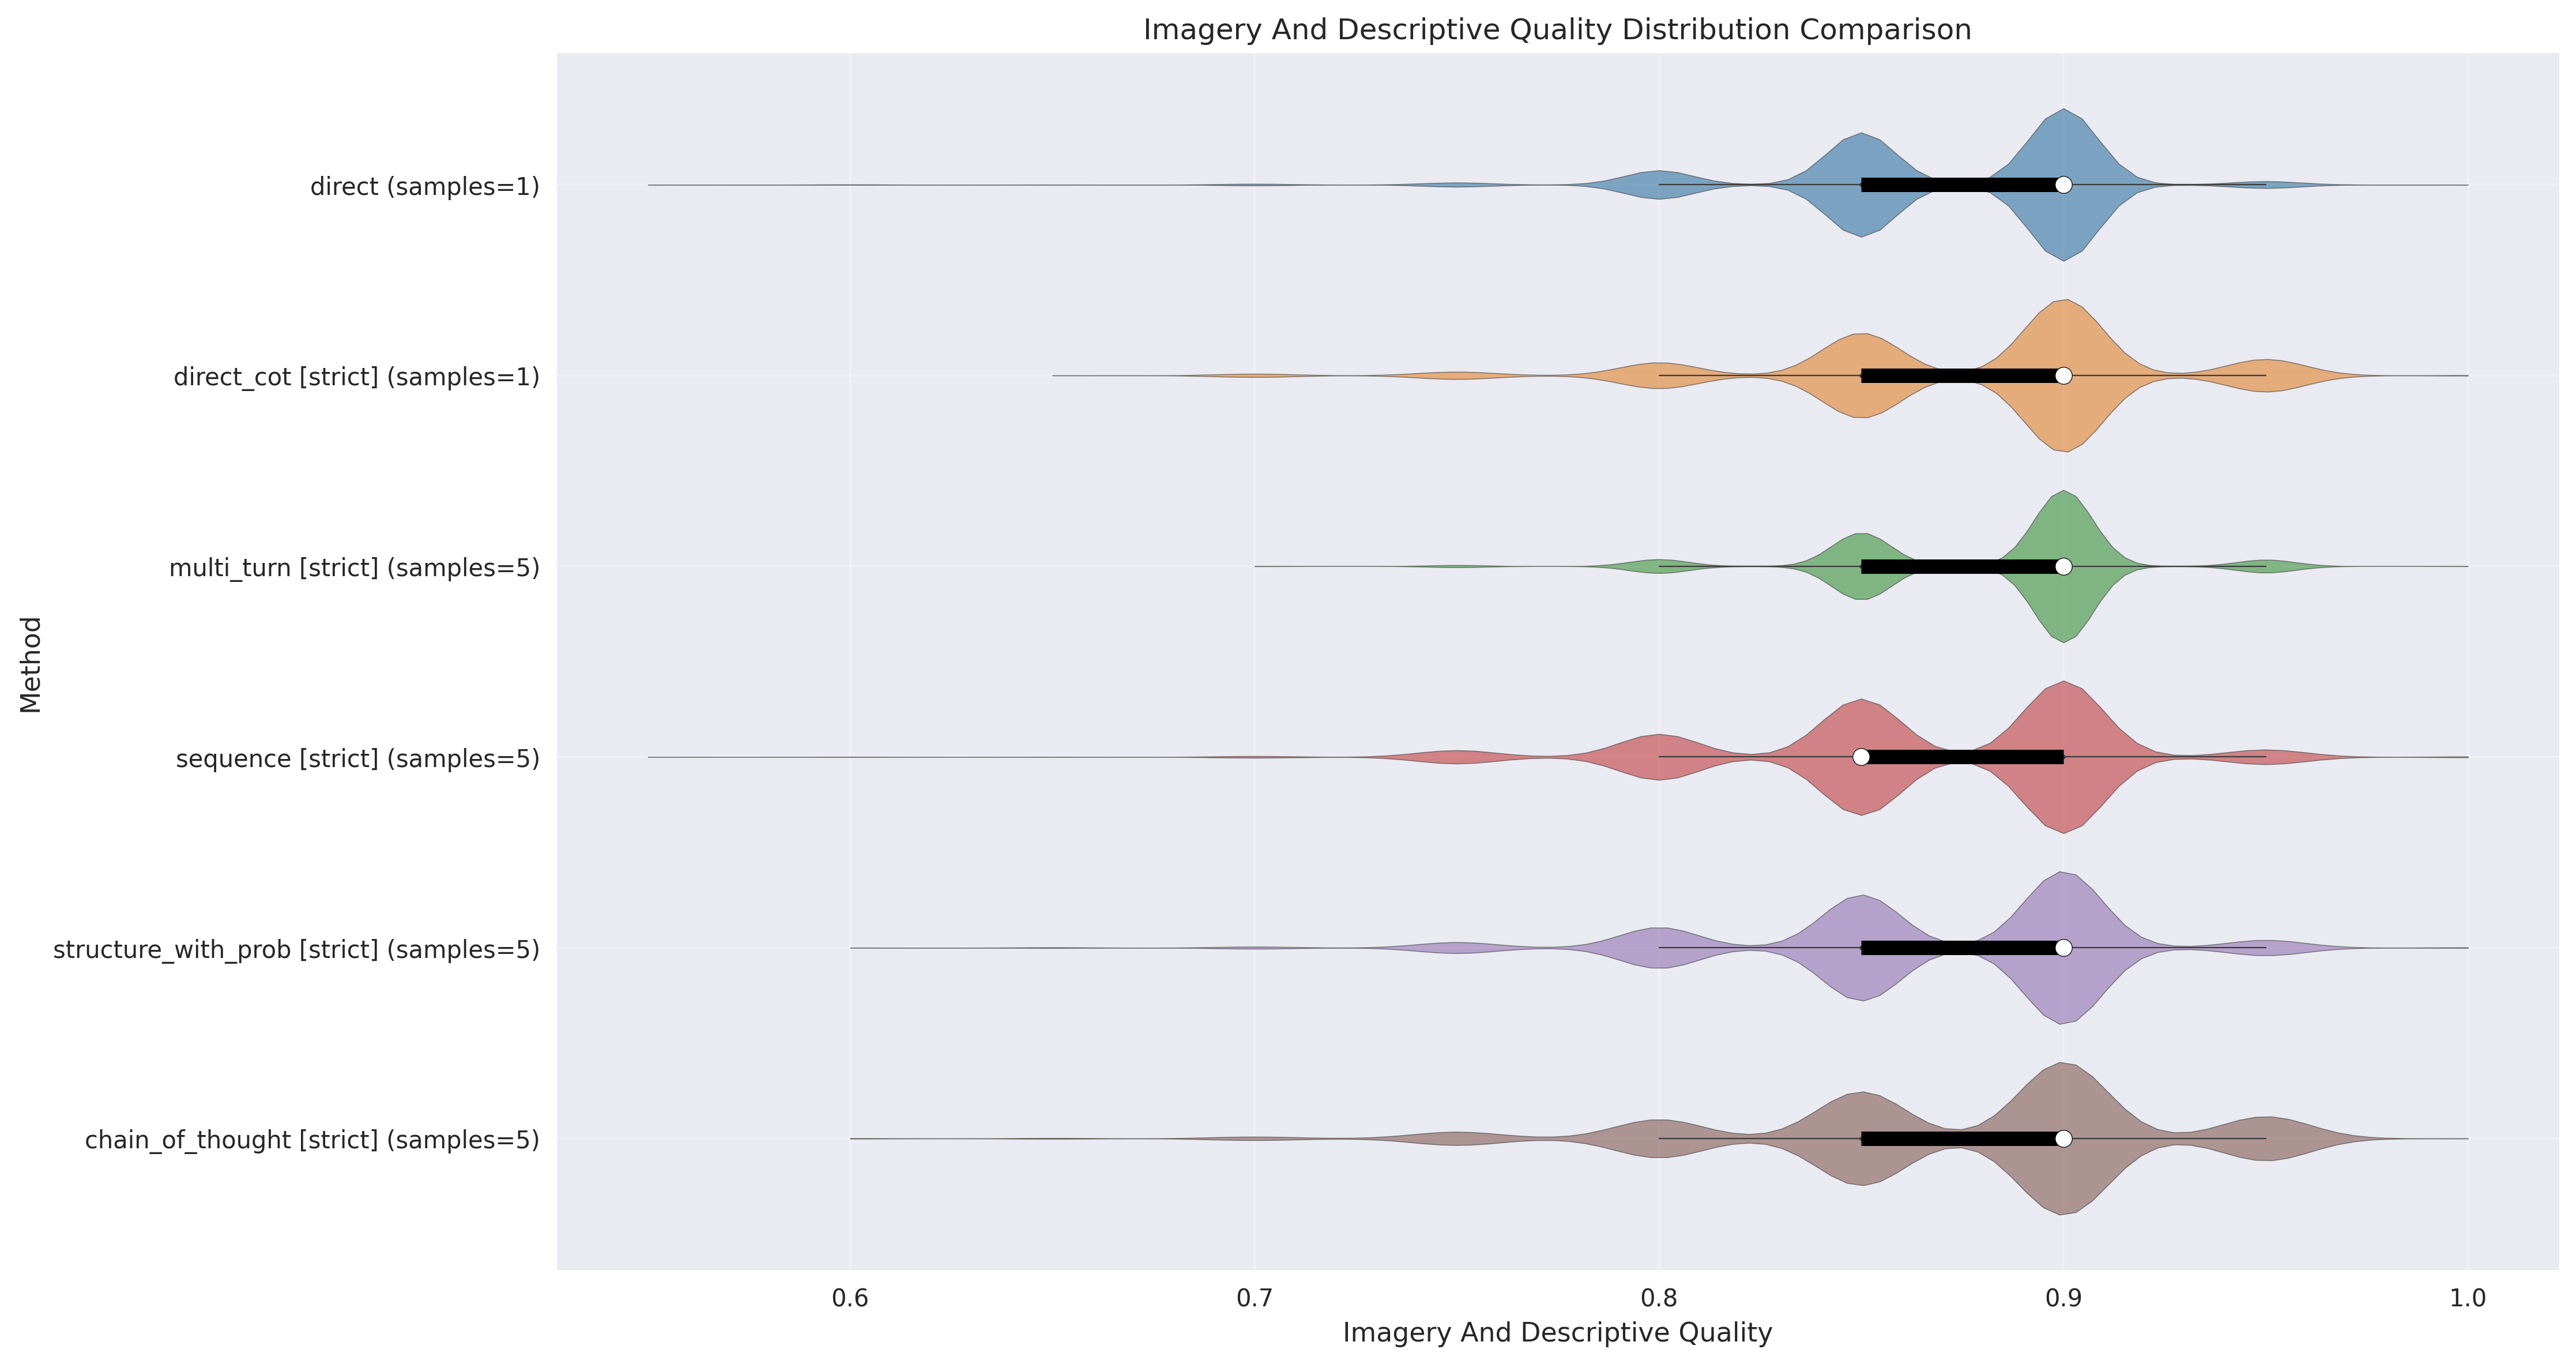 Imagery And Descriptive Quality Distribution Comparison
direct (samples=1)
direct_cot [strict] (samples=1)
multi_turn [strict] (samples=5)
sequence [strict] (samples=5)
structure_with_prob [strict] (samples=5)
chain_of_thought [strict] (samples=5)
Method
0.6 0.7 0.8 0.9 1.0
Imagery And Descriptive Quality